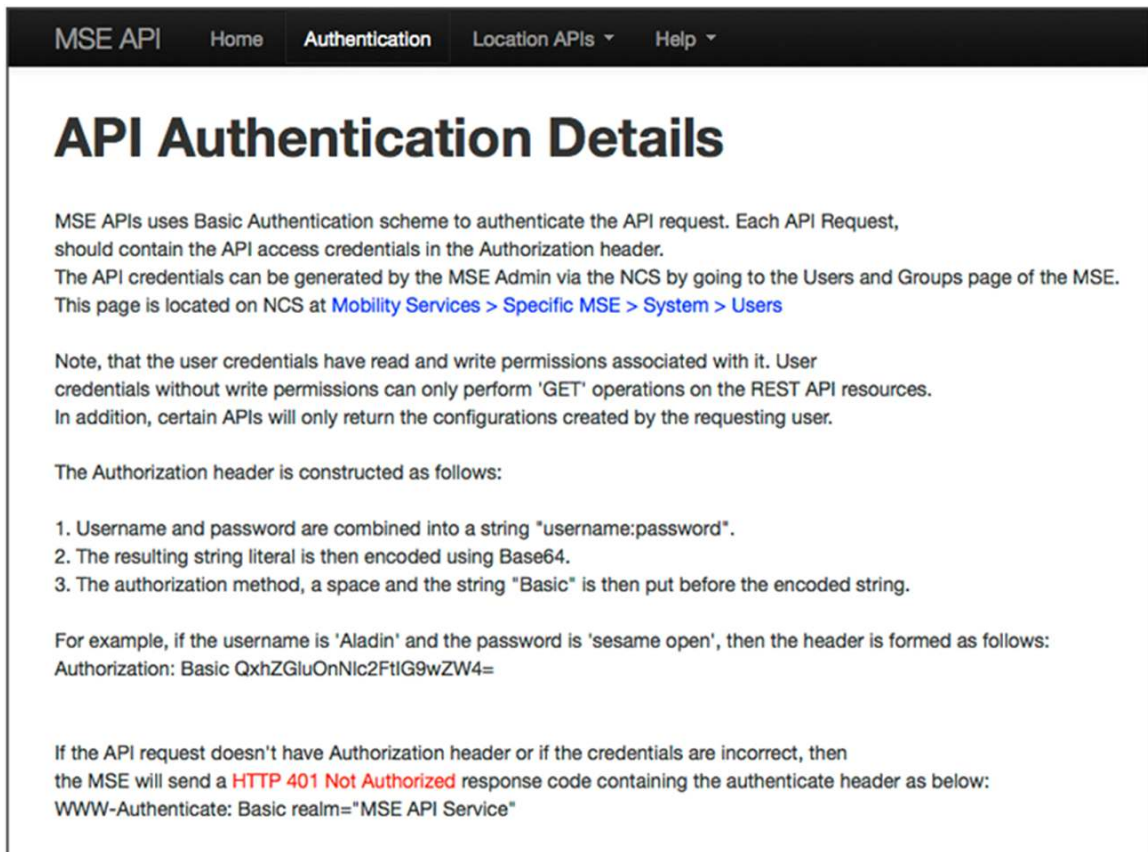 MSE API Home Authentication Location APIs Help
API Authentication Details
MSE APIs uses Basic Authentication scheme to authenticate the API request. Each API Request,
should contain the API access credentials in the Authorization header.
The API credentials can be generated by the MSE Admin via the NCS by going to the Users and Groups page of the MSE.
This page is located on NCS at Mobility Services > Specific MSE > System > Users
Note, that the user credentials have read and write permissions associated with it. User
credentials without write permissions can only perform 'GET' operations on the REST API resources.
In addition, certain APIs will only return the configurations created by the requesting user.
The Authorization header is constructed as follows:
1. Username and password are combined into a string "username:password".
2. The resulting string literal is then encoded using Base64.
3. The authorization method, a space and the string "Basic" is then put before the encoded string.
For example, if the username is 'Aladin' and the password is 'sesame open', then the header is formed as follows:
Authorization: Basic QxhZGluOnNlc2FtIG9wZW4=
If the API request doesn't have Authorization header or if the credentials are incorrect, then
the MSE will send a HTTP 401 Not Authorized response code containing the authenticate header as below:
WWW-Authenticate: Basic realm="MSE API Service"